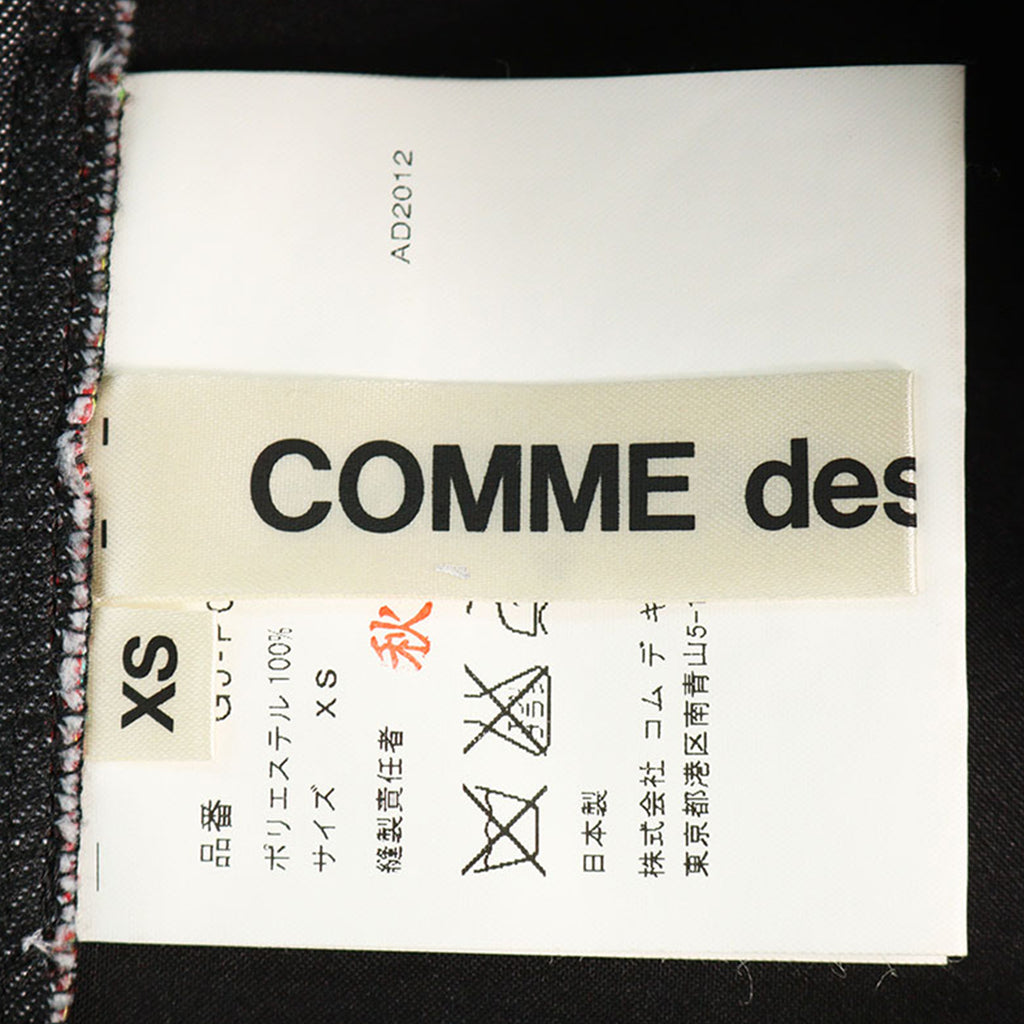 AD2012
COMME des
XS
品番
ポリエステル 100%
サイズ XS
縫製責任者 秋
日本製
株式会社 コム デ
東京都港区南青山5-